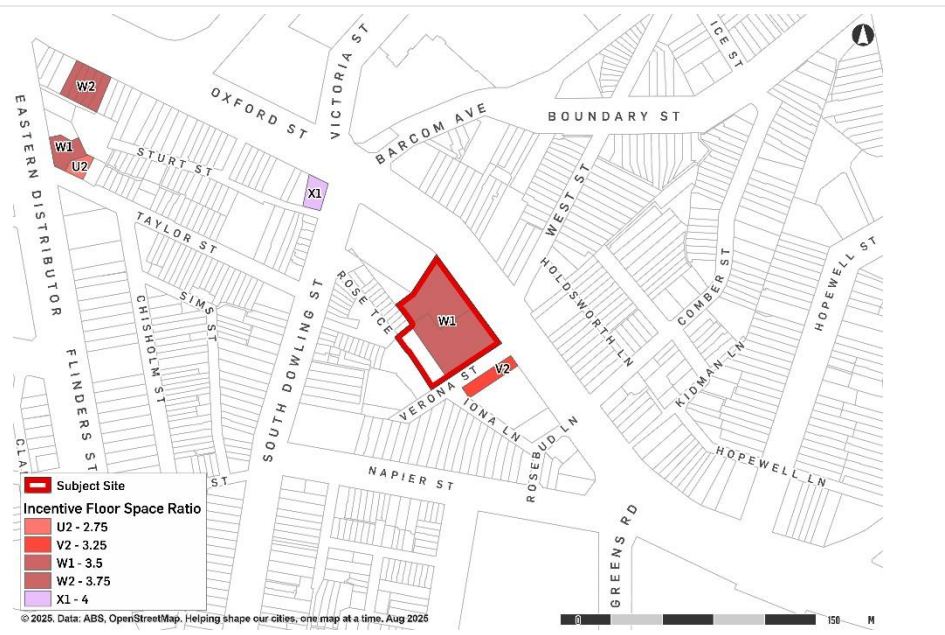 ICE ST
VICTORIA ST
W2
OXFORD ST
BARCOM AVE
BOUNDARY ST
EASTERN DISTRIBUTOR
W1
U2
STURT ST
X1
WEST ST
TAYLOR ST
HOPEWELL ST
ROSE TCE
HOLDSWORTH LN
COMBER ST
SIMS ST
CHISHOLM ST
SOUTH DOWLING ST
W1
KIDMAN LN
FLINDERS ST
VERONA ST
V2
IONA LN
ROSEBUD LN
HOPEWELL LN
NAPIER ST
ST
GREENS RD
Subject Site
Incentive Floor Space Ratio
U2 - 2.75
V2 - 3.25
W1 - 3.5
W2 - 3.75
X1 - 4
© 2025. Data: ABS, OpenStreetMap. Helping shape our cities, one map at a time. Aug 2025
0 150 M